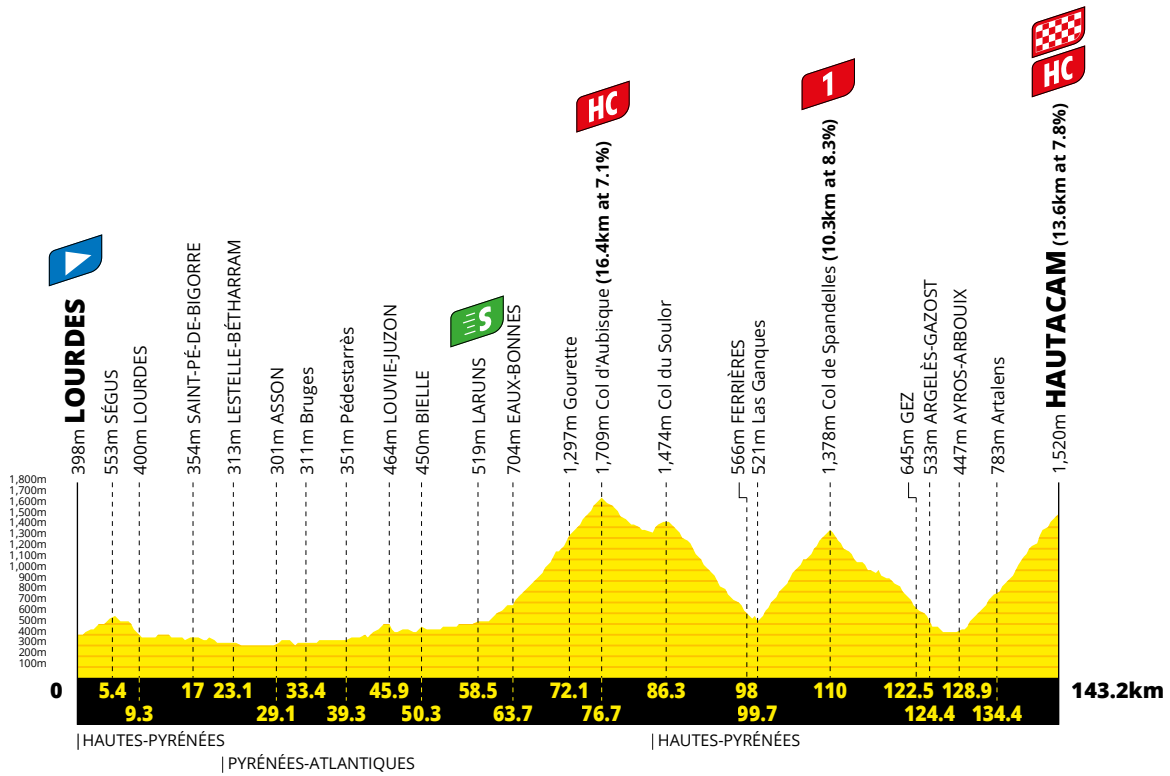 HC
1
HC
S
398m LOURDES
553m SÉGUS
400m LOURDES
354m SAINT-PÉ-DE-BIGORRE
313m LESTELLE-BÉTHARRAM
301m ASSON
311m Bruges
351m Pédestarrès
464m LOUVIE-JUZON
450m BIELLE
519m LARUNS
704m EAUX-BONNES
1,297m Gourette
1,709m Col d'Aubisque (16.4km at 7.1%)
1,474m Col du Soulor
566m FERRIÈRES
521m Las Ganques
1,378m Col de Spandelles (10.3km at 8.3%)
645m GEZ
533m ARGELÈS-GAZOST
447m AYROS-ARBOUIX
783m Artalens
1,520m HAUTACAM (13.6km at 7.8%)
1,800m
1,700m
1,600m
1,500m
1,400m
1,300m
1,200m
1,100m
1,000m
900m
800m
700m
600m
500m
400m
300m
200m
100m
0 5.4 17 23.1 33.4 45.9 58.5 72.1 86.3 98 110 122.5 128.9 143.2km
9.3 29.1 39.3 50.3 63.7 76.7 99.7 124.4 134.4
|HAUTES-PYRÉNÉES |HAUTES-PYRÉNÉES
|PYRÉNÉES-ATLANTIQUES